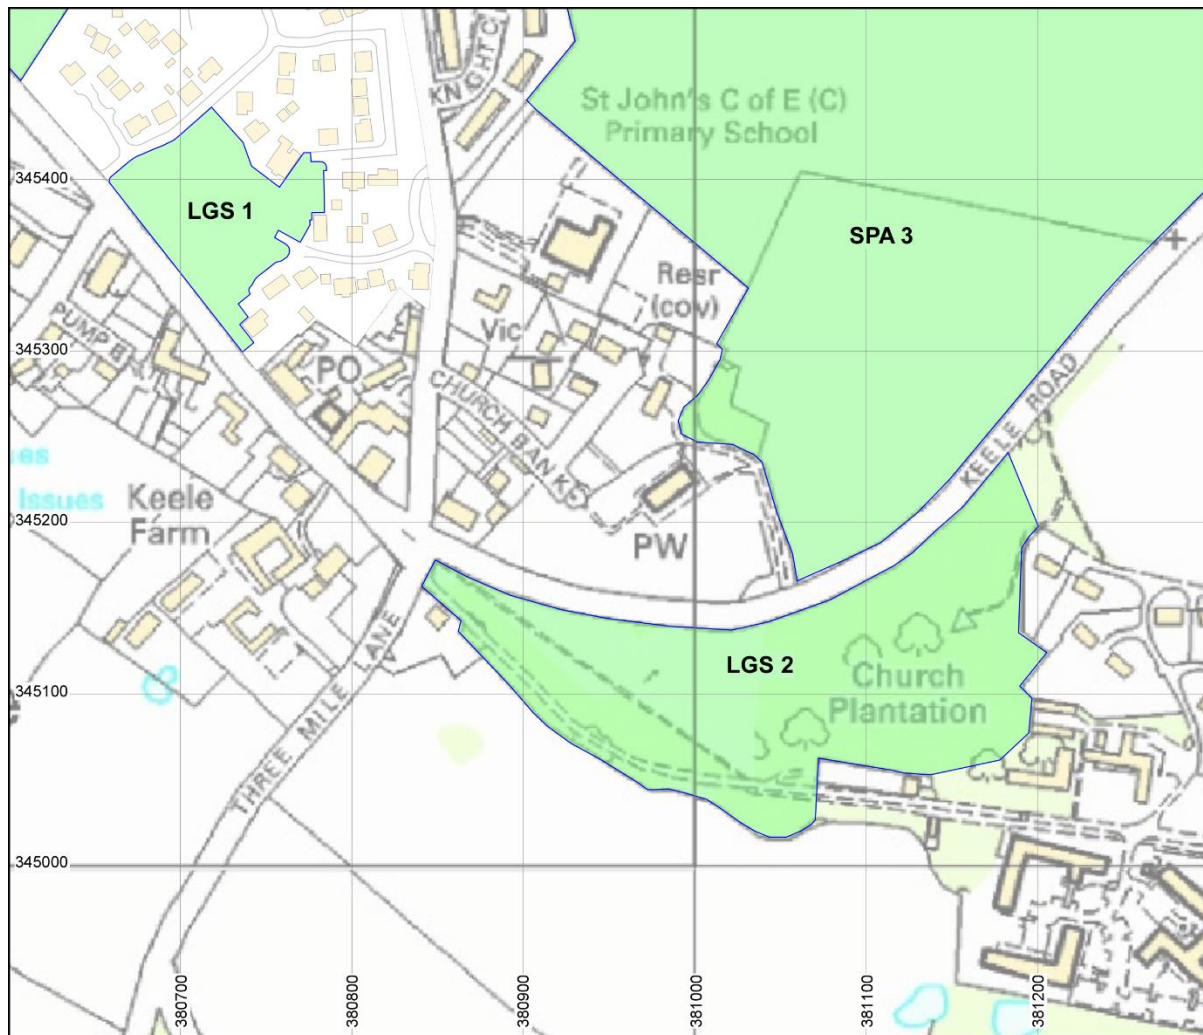 KNIGHT C
St John's C of E (C)
Primary School
345400
LGS 1
SPA 3
Resr
(cov)
PUMP B
Vic
345300
PO
CHURCH BANK
KEELE ROAD
es
Issues
Keele
Farm
345200
PW
LGS 2
THREE MILE LANE
345100
Church
Plantation
345000
380700
380800
380900
381000
381100
381200